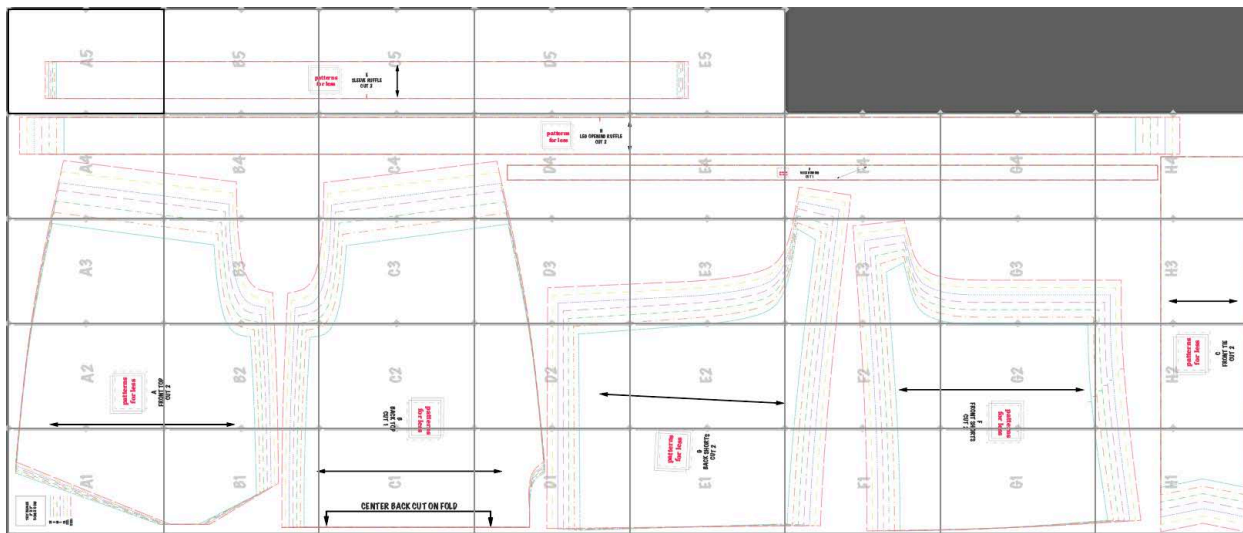 A5
B5
C5
D5
E5
patterns
for less
E
SLEEVE RUFFLE
CUT 2
patterns
for less
H
LEG OPENING RUFFLE
CUT 2
A4
B4
C4
D4
E4
F4
G4
H4
CUT 1
A3
B3
C3
D3
E3
F3
G3
H3
A2
B2
C2
D2
E2
F2
G2
H2
patterns
for less
A
FRONT TOP
CUT 2
patterns
for less
B
BACK TOP
CUT 1
patterns
for less
G
BACK SHORTS
CUT 2
patterns
for less
F
FRONT SHORTS
CUT 2
patterns
for less
C
FRONT TIE
CUT 2
A1
B1
C1
D1
E1
F1
G1
H1
CENTER BACK CUT ON FOLD